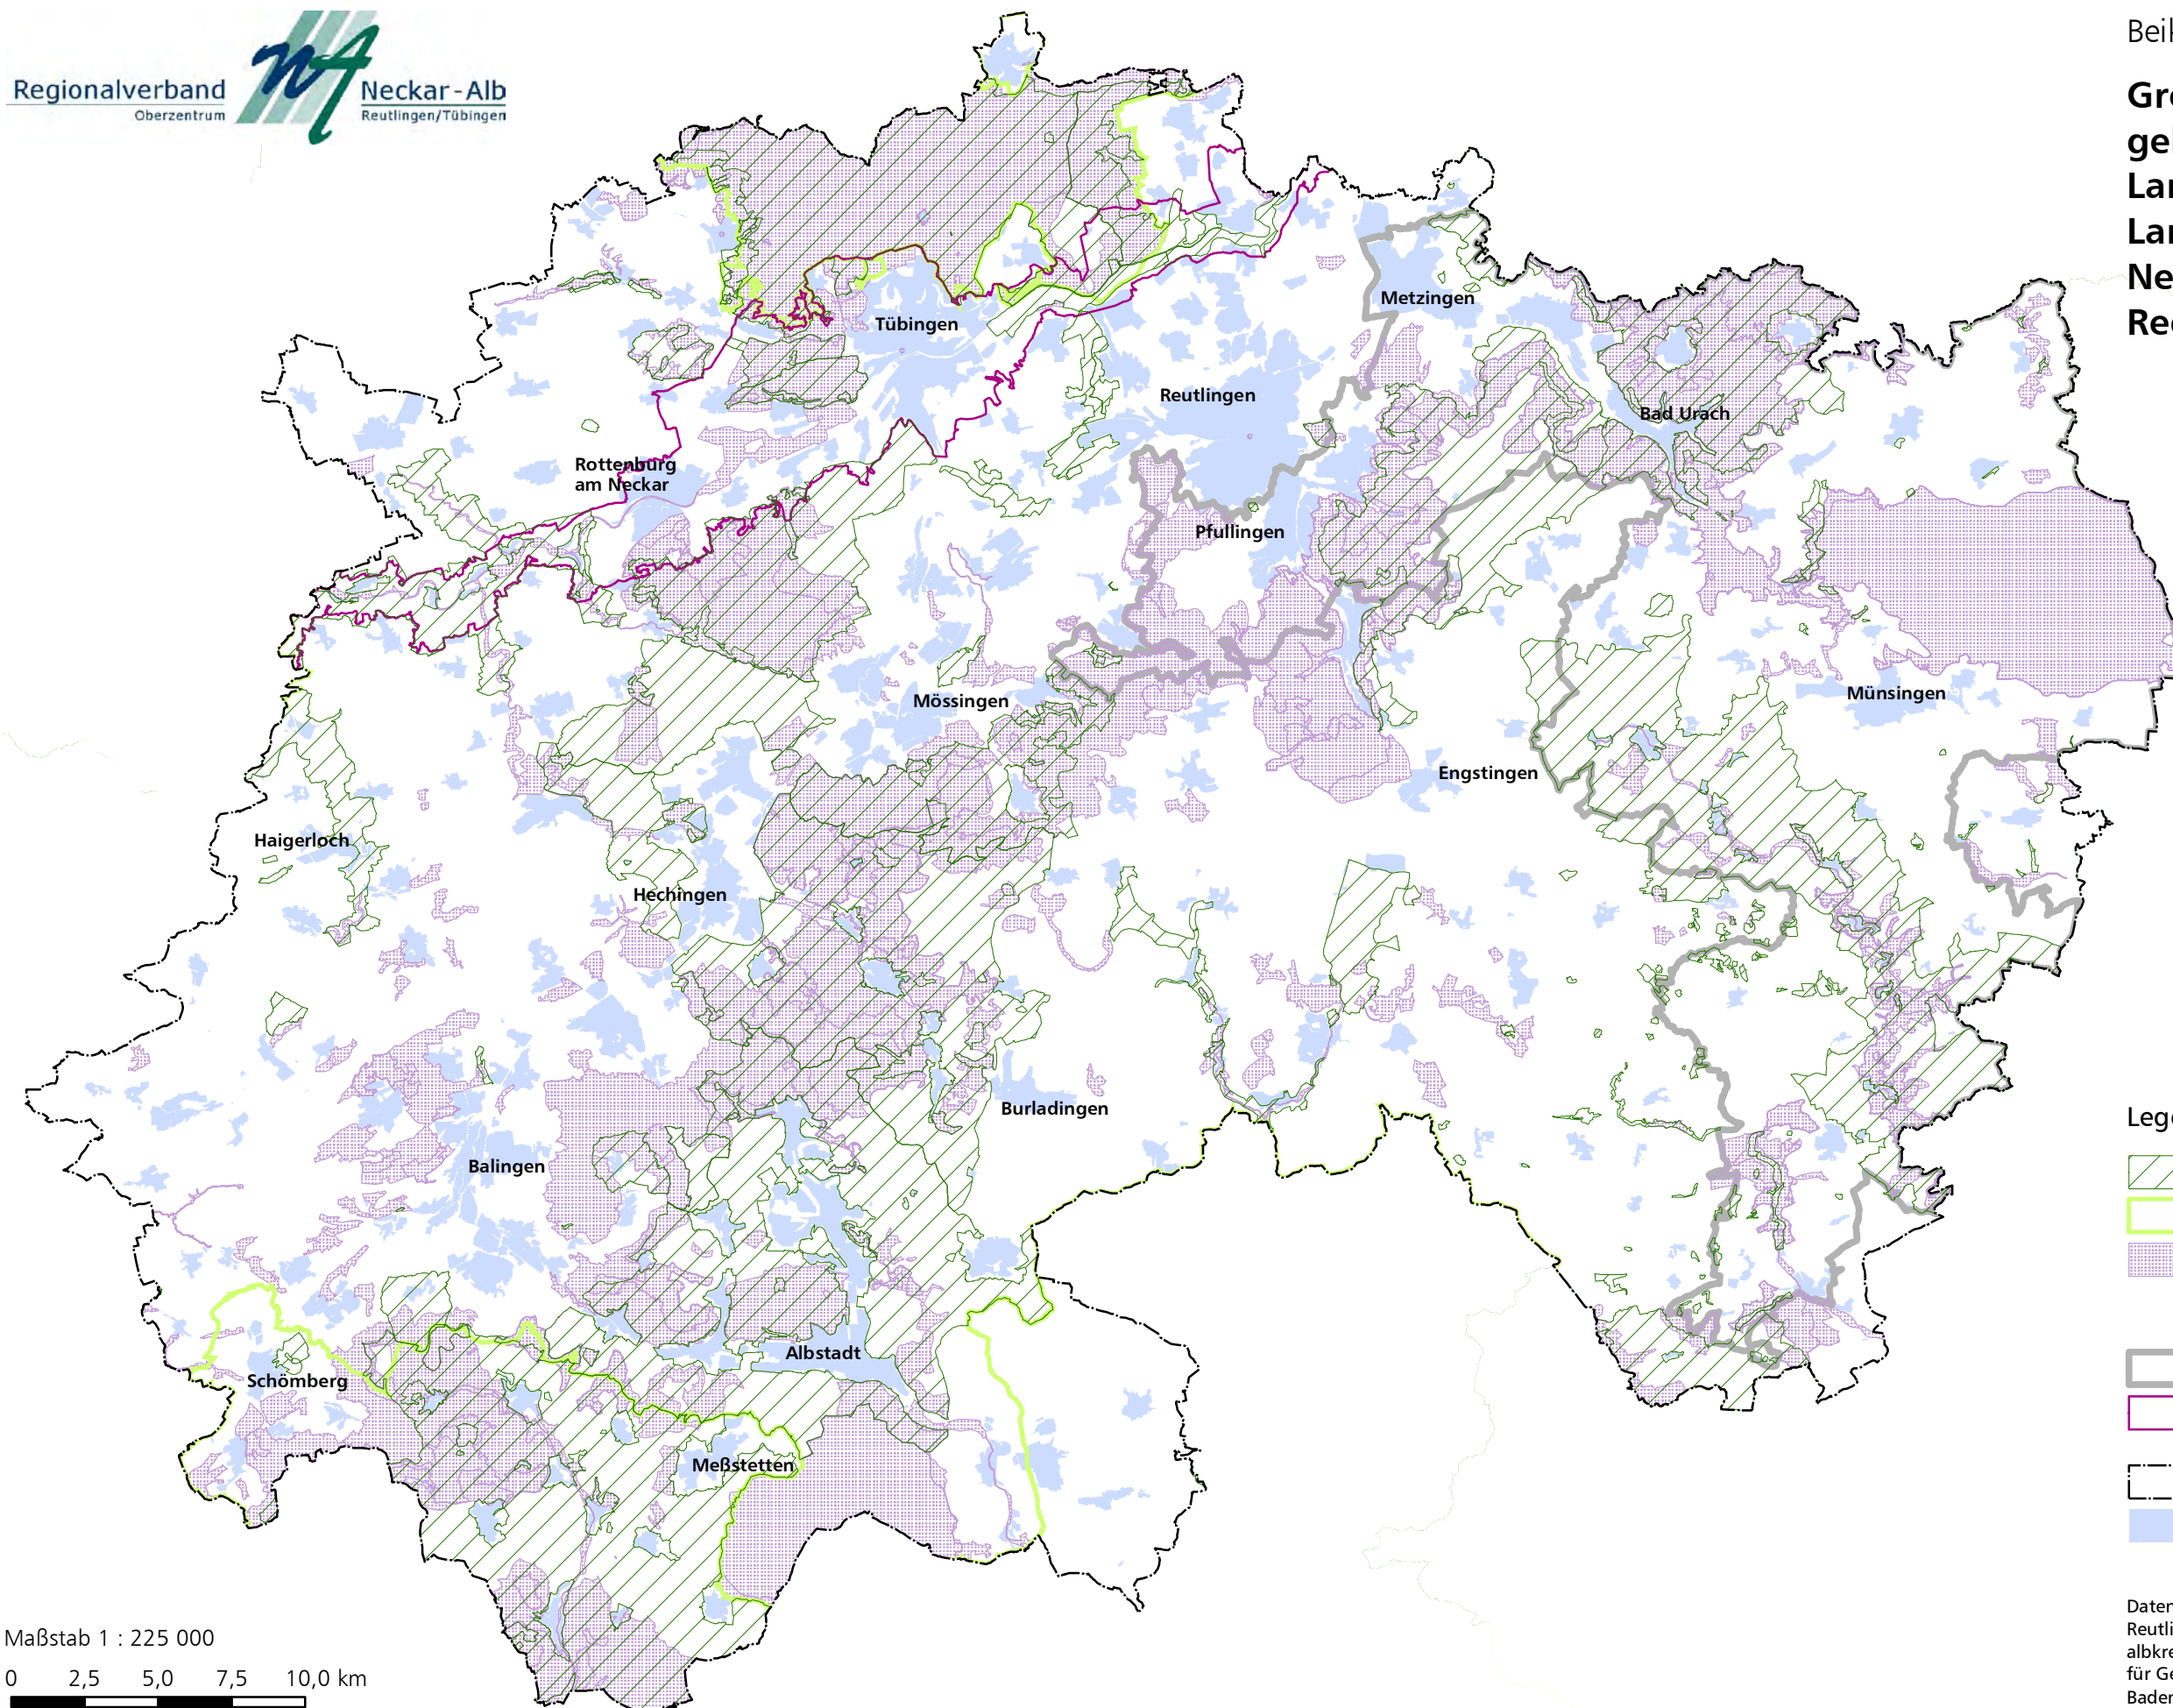 Regionalverband
Oberzentrum
Neckar-Alb
Reutlingen/Tübingen
Metzingen
Tübingen
Reutlingen
Bad Urach
Rottenburg
am Neckar
Pfullingen
Mössingen
Münsingen
Engstingen
Haigerloch
Hechingen
Burladingen
Balingen
Albstadt
Schömberg
Meßstetten
Maßstab 1 : 225 000
0 2,5 5,0 7,5 10,0 km